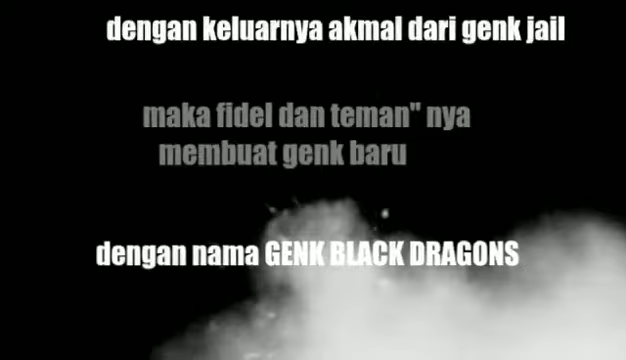 dengan keluarnya akmal dari genk jail
maka fidel dan teman" nya
membuat genk baru
dengan nama GENK BLACK DRAGONS